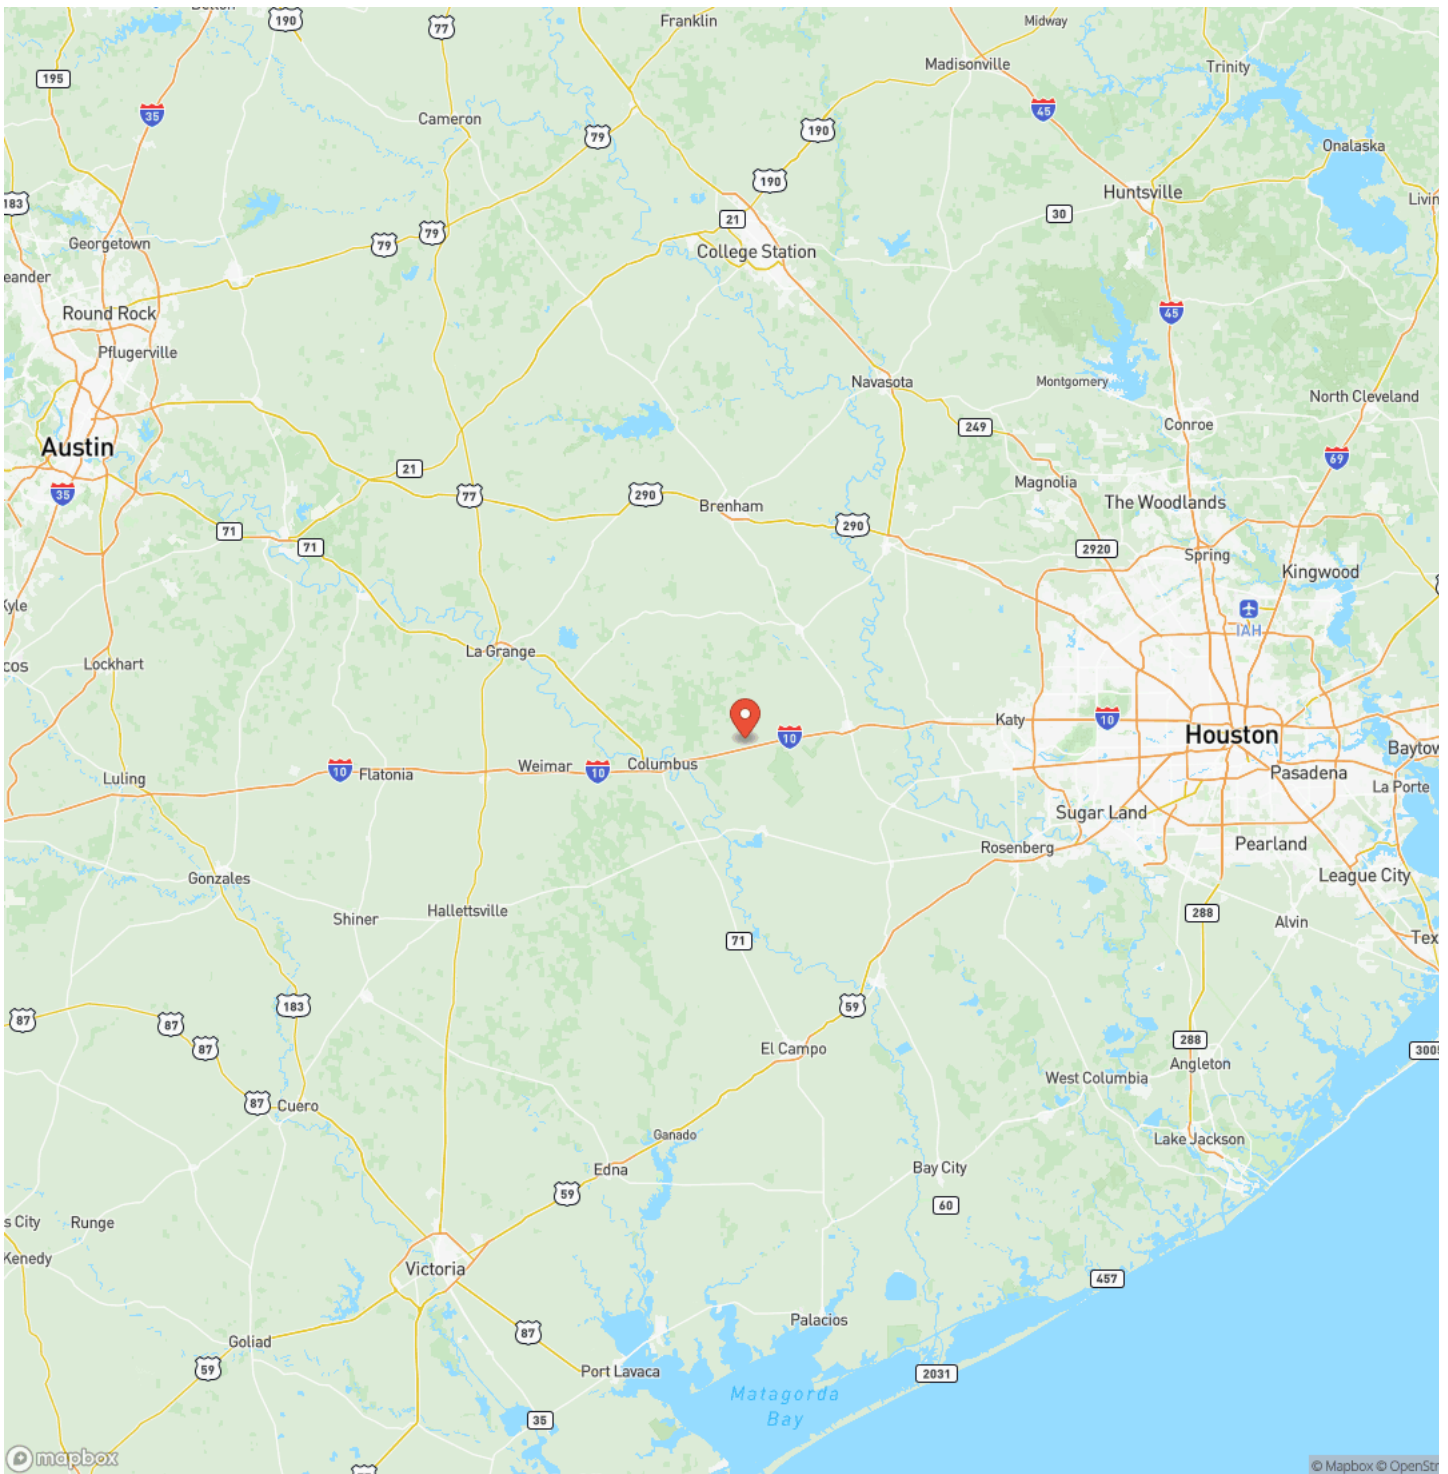 Belton
190
77
Franklin
Midway
Madisonville
Trinity
195
35
Cameron
79
190
45
Onalaska
190
183
Huntsville
30
Livin
21
79
79
Georgetown
College Station
eander
Round Rock
45
Pflugerville
Navasota
Montgomery
North Cleveland
Conroe
249
Austin
69
21
Magnolia
35
77
290
The Woodlands
Brenham
290
71
71
2920
Spring
Kingwood
Kyle
IAH
La Grange
cos
Lockhart
10
Katy
10
Houston
Baytow
Columbus
Weimar
10
10
Flatonia
Luling
Pasadena
La Porte
Sugar Land
Pearland
Rosenberg
League City
Gonzales
Hallettsville
Shiner
288
Alvin
71
Tex
183
59
87
87
87
288
3005
El Campo
Angleton
West Columbia
87
Cuero
Ganado
Lake Jackson
Edna
Bay City
59
60
s City
Runge
Kenedy
Victoria
457
Palacios
87
Goliad
59
Port Lavaca
2031
Matagorda
Bay
35
mapbox
© Mapbox © OpenStr